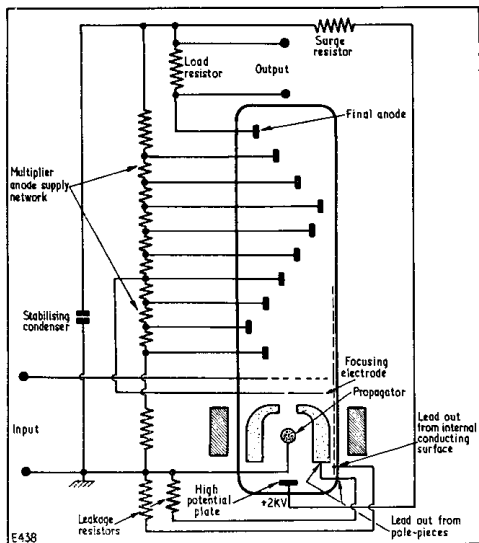 Surge
resistor
Load
resistor
Output
Final anode
Multiplier
anode supply
network
Stabilising
condenser
Focusing
electrode
Propagator
Input
Lead out
from internal
conducting
surface
High
potential
plate
+2KV
Leakage
resistors
Lead out from
pole-pieces
E438